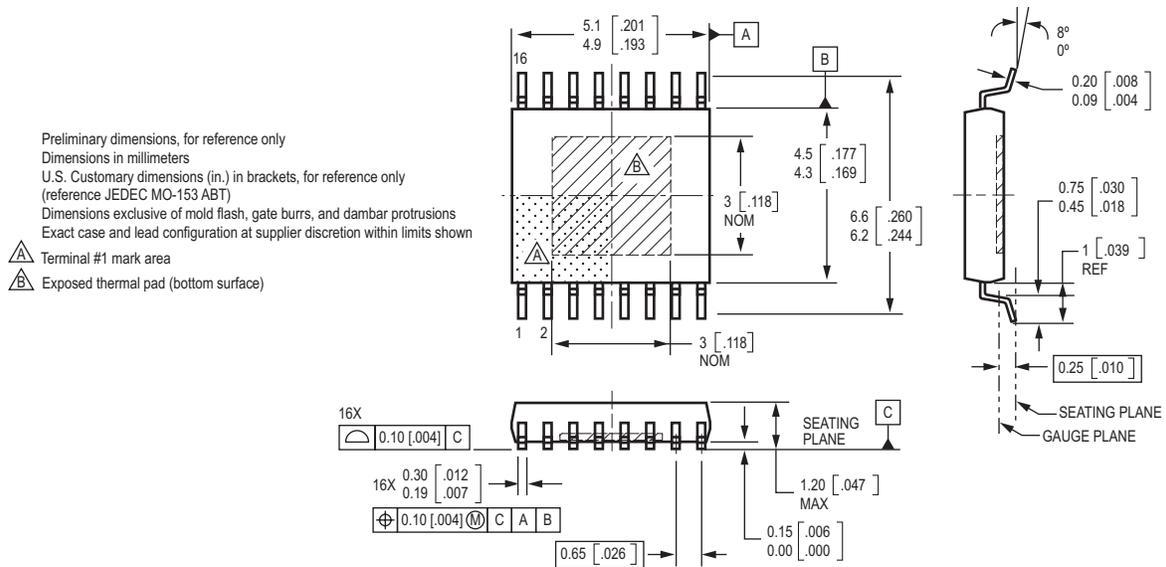 Preliminary dimensions, for reference only
Dimensions in millimeters
U.S. Customary dimensions (in.) in brackets, for reference only
(reference JEDEC MO-153 ABT)
Dimensions exclusive of mold flash, gate burrs, and dambar protrusions
Exact case and lead configuration at supplier discretion within limits shown
A Terminal #1 mark area
B Exposed thermal pad (bottom surface)
5.1 [.201]
4.9 [.193]
A
16
B
B
A
4.5 [.177]
4.3 [.169]
3 [.118]
NOM
6.6 [.260]
6.2 [.244]
1 2
3 [.118]
NOM
8º
0º
0.20 [.008]
0.09 [.004]
0.75 [.030]
0.45 [.018]
1 [.039]
REF
0.25 [.010]
SEATING PLANE
GAUGE PLANE
16X
0.10 [.004] C
SEATING
PLANE
C
16X 0.30 [.012]
0.19 [.007]
⌖ 0.10 [.004] Ⓜ C A B
1.20 [.047]
MAX
0.15 [.006]
0.00 [.000]
0.65 [.026]